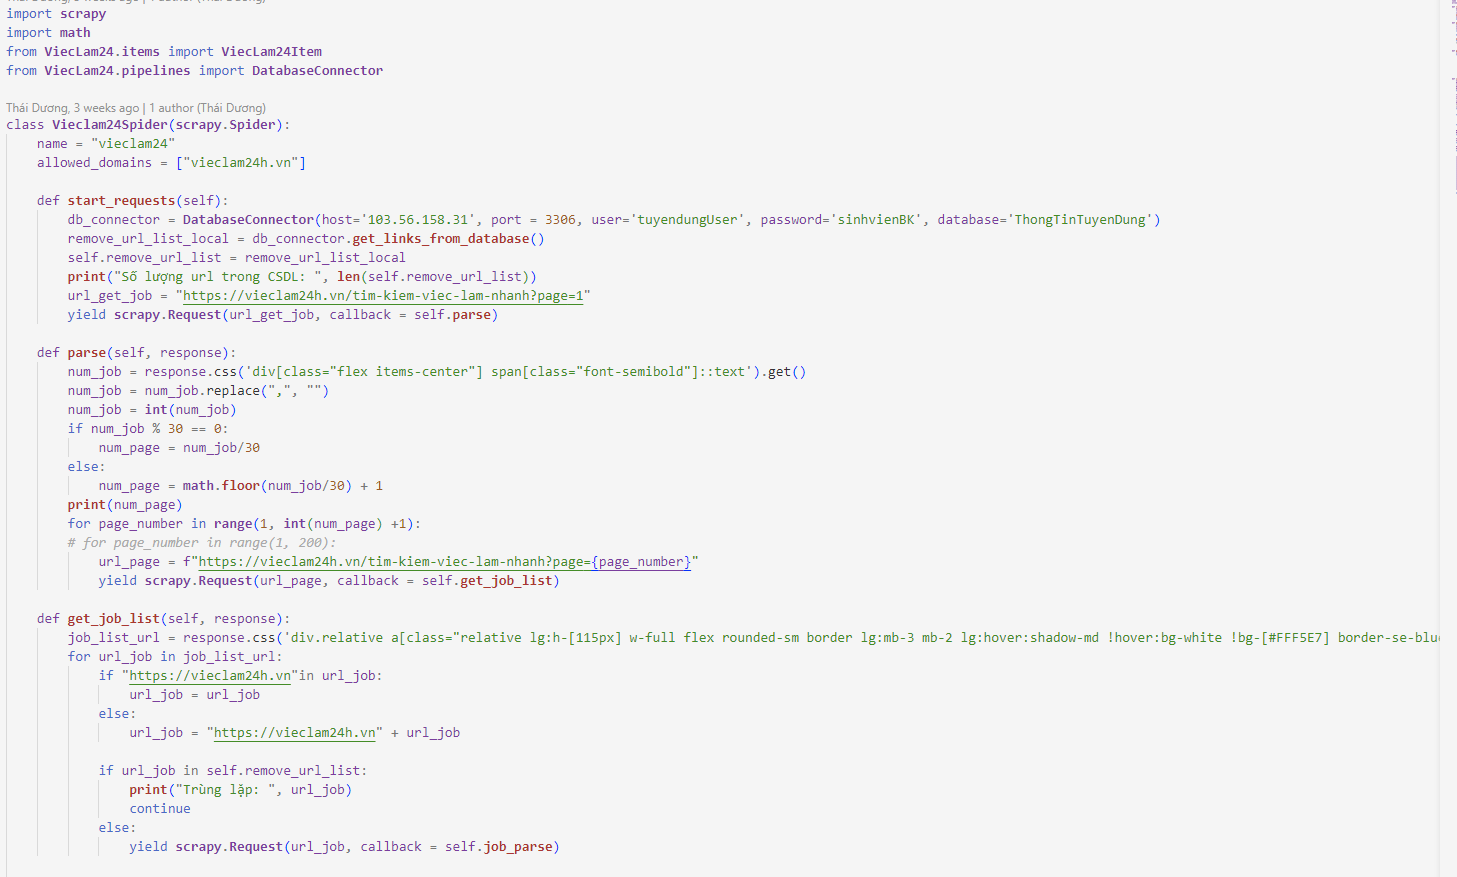 Thái Dương, 3 weeks ago | 1 author (Thái Dương)
import scrapy
import math
from ViecLam24.items import ViecLam24Item
from ViecLam24.pipelines import DatabaseConnector
Thái Dương, 3 weeks ago | 1 author (Thái Dương)
class Vieclam24Spider(scrapy.Spider):
    name = "vieclam24"
    allowed_domains = ["vieclam24h.vn"]
    def start_requests(self):
        db_connector = DatabaseConnector(host='103.56.158.31', port = 3306, user='tuyendungUser', password='sinhvienBK', database='ThongTinTuyenDung')
        remove_url_list_local = db_connector.get_links_from_database()
        self.remove_url_list = remove_url_list_local
        print("Số lượng url trong CSDL: ", len(self.remove_url_list))
        url_get_job = "https://vieclam24h.vn/tim-kiem-viec-lam-nhanh?page=1"
        yield scrapy.Request(url_get_job, callback = self.parse)
    def parse(self, response):
        num_job = response.css('div[class="flex items-center"] span[class="font-semibold"]::text').get()
        num_job = num_job.replace(",", "")
        num_job = int(num_job)
        if num_job % 30 == 0:
            num_page = num_job/30
        else:
            num_page = math.floor(num_job/30) + 1
        print(num_page)
        for page_number in range(1, int(num_page) +1):
        # for page_number in range(1, 200):
            url_page = f"https://vieclam24h.vn/tim-kiem-viec-lam-nhanh?page={page_number}"
            yield scrapy.Request(url_page, callback = self.get_job_list)
    def get_job_list(self, response):
        job_list_url = response.css('div.relative a[class="relative lg:h-[115px] w-full flex rounded-sm border lg:mb-3 mb-2 lg:hover:shadow-md !hover:bg-white !bg-[#FFF5E7] border-se-blu
        for url_job in job_list_url:
            if "https://vieclam24h.vn"in url_job:
                url_job = url_job
            else:
                url_job = "https://vieclam24h.vn" + url_job
            if url_job in self.remove_url_list:
                print("Trùng lặp: ", url_job)
                continue
            else:
                yield scrapy.Request(url_job, callback = self.job_parse)